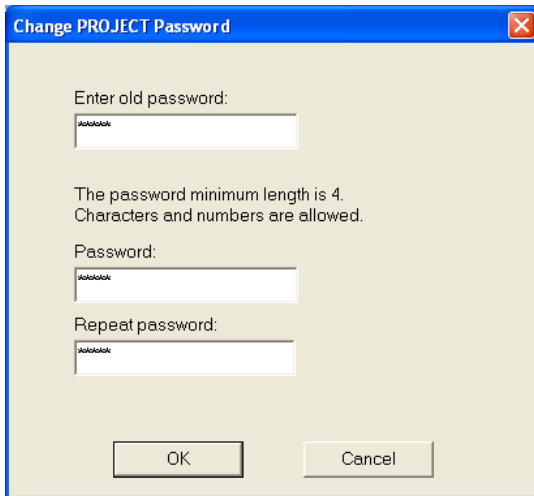 Change PROJECT Password
Enter old password:
*****
The password minimum length is 4.
Characters and numbers are allowed.
Password:
*****
Repeat password:
*****
OK
Cancel